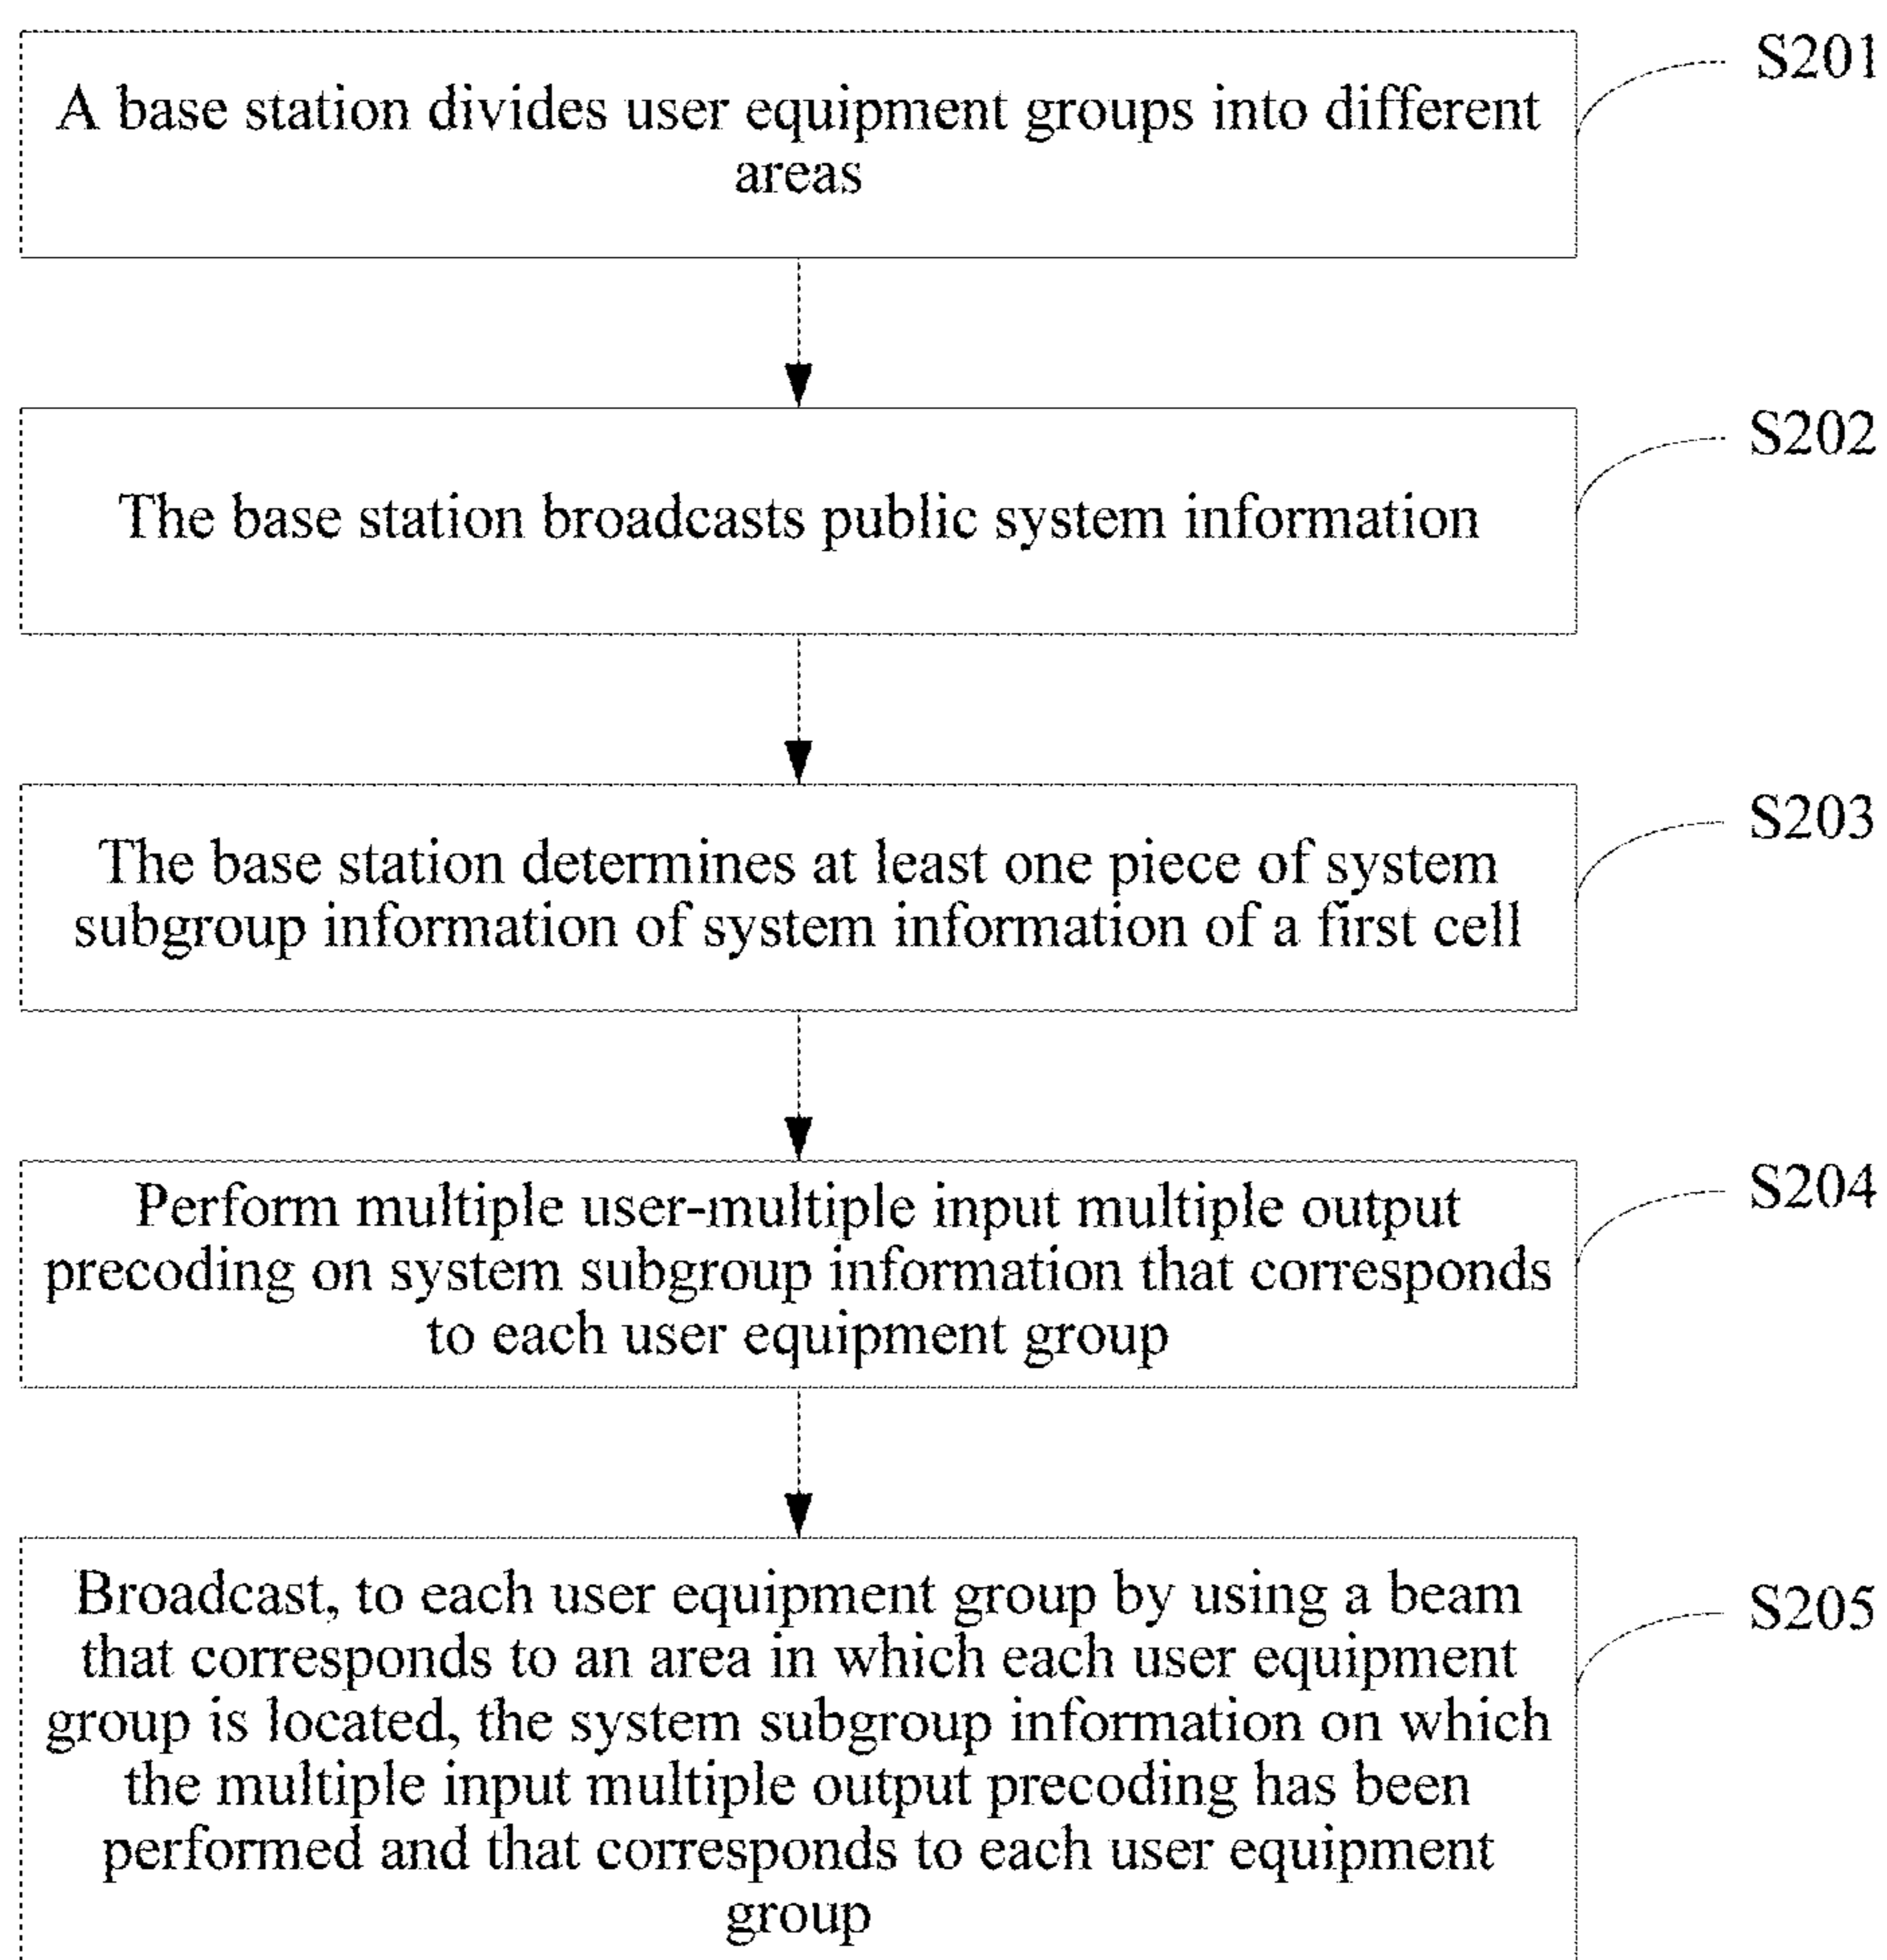 A base station divides user equipment groups into different
areas
S201
The base station broadcasts public system information
S202
The base station determines at least one piece of system
subgroup information of system information of a first cell
S203
Perform multiple user-multiple input multiple output
precoding on system subgroup information that corresponds
to each user equipment group
S204
Broadcast, to each user equipment group by using a beam
that corresponds to an area in which each user equipment
group is located, the system subgroup information on which
the multiple input multiple output precoding has been
performed and that corresponds to each user equipment
group
S205